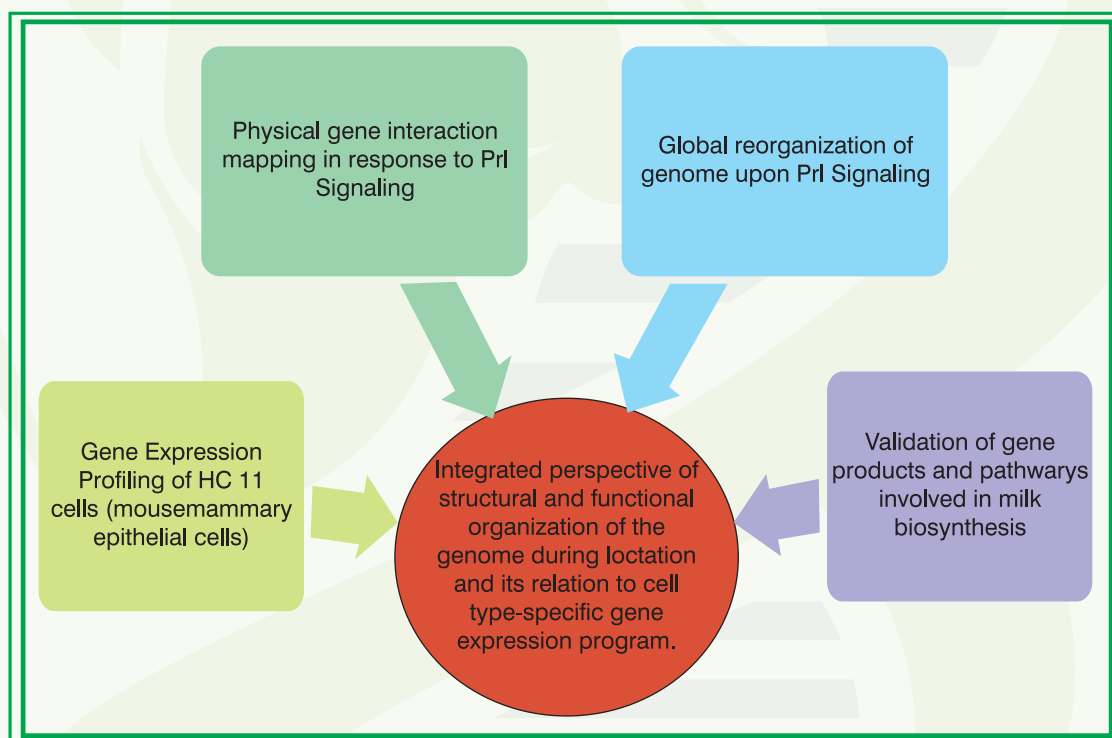 Physical gene interaction
mapping in response to Prl
Signaling
Global reorganization of
genome upon Prl Signaling
Gene Expression
Profiling of HC 11
cells (mousemammary
epithelial cells)
Integrated perspective of
structural and functional
organization of the
genome during loctation
and its relation to cell
type-specific gene
expression program.
Validation of gene
products and pathwarys
involved in milk
biosynthesis